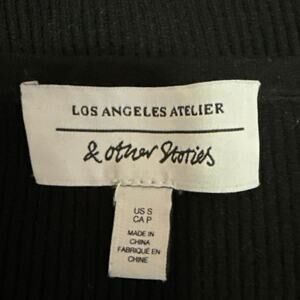 LOS ANGELES ATELIER
& other Stories
US S
CA P
MADE IN
CHINA
FABRIQUÉ EN
CHINE